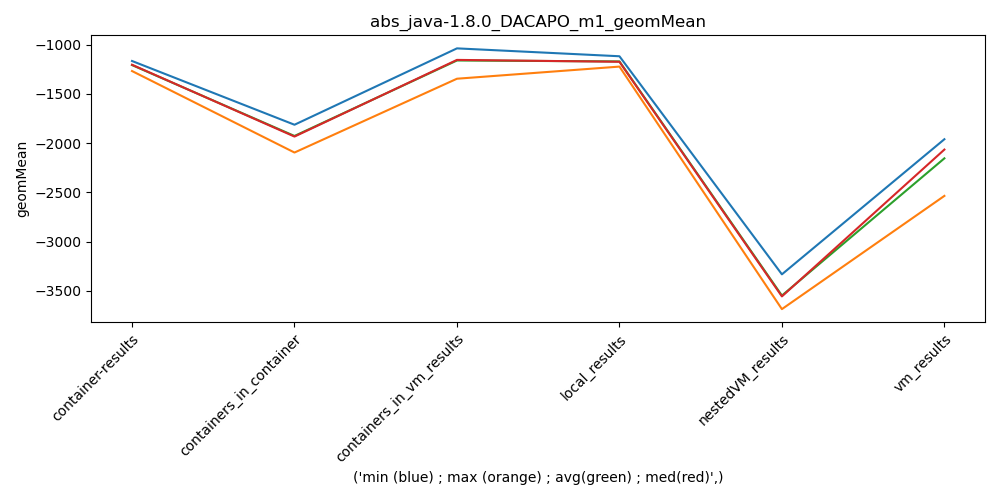 abs_java-1.8.0_DACAPO_m1_geomMean
geomMean
−1000
−1500
−2000
−2500
−3000
−3500
container-results
containers_in_container
containers_in_vm_results
local_results
nestedVM_results
vm_results
('min (blue) ; max (orange) ; avg(green) ; med(red)',)